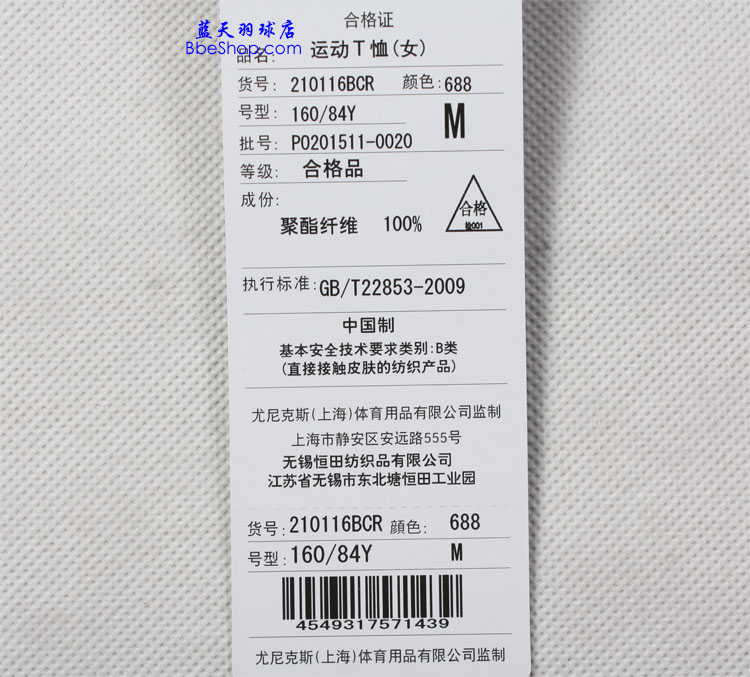 合格证
蓝天羽球店
BbeShop.com
品名: 运动T恤(女)
货号: 210116BCR 颜色: 688
号型: 160/84Y M
批号: PO201511-0020
等级: 合格品
成份:
聚酯纤维 100%
合格
检001
执行标准: GB/T22853-2009
中国制
基本安全技术要求类别:B类
(直接接触皮肤的纺织产品)
尤尼克斯(上海)体育用品有限公司监制
上海市静安区安远路555号
无锡恒田纺织品有限公司
江苏省无锡市东北塘恒田工业园
货号: 210116BCR 颜色: 688
号型: 160/84Y M
4549317571439
尤尼克斯(上海)体育用品有限公司监制